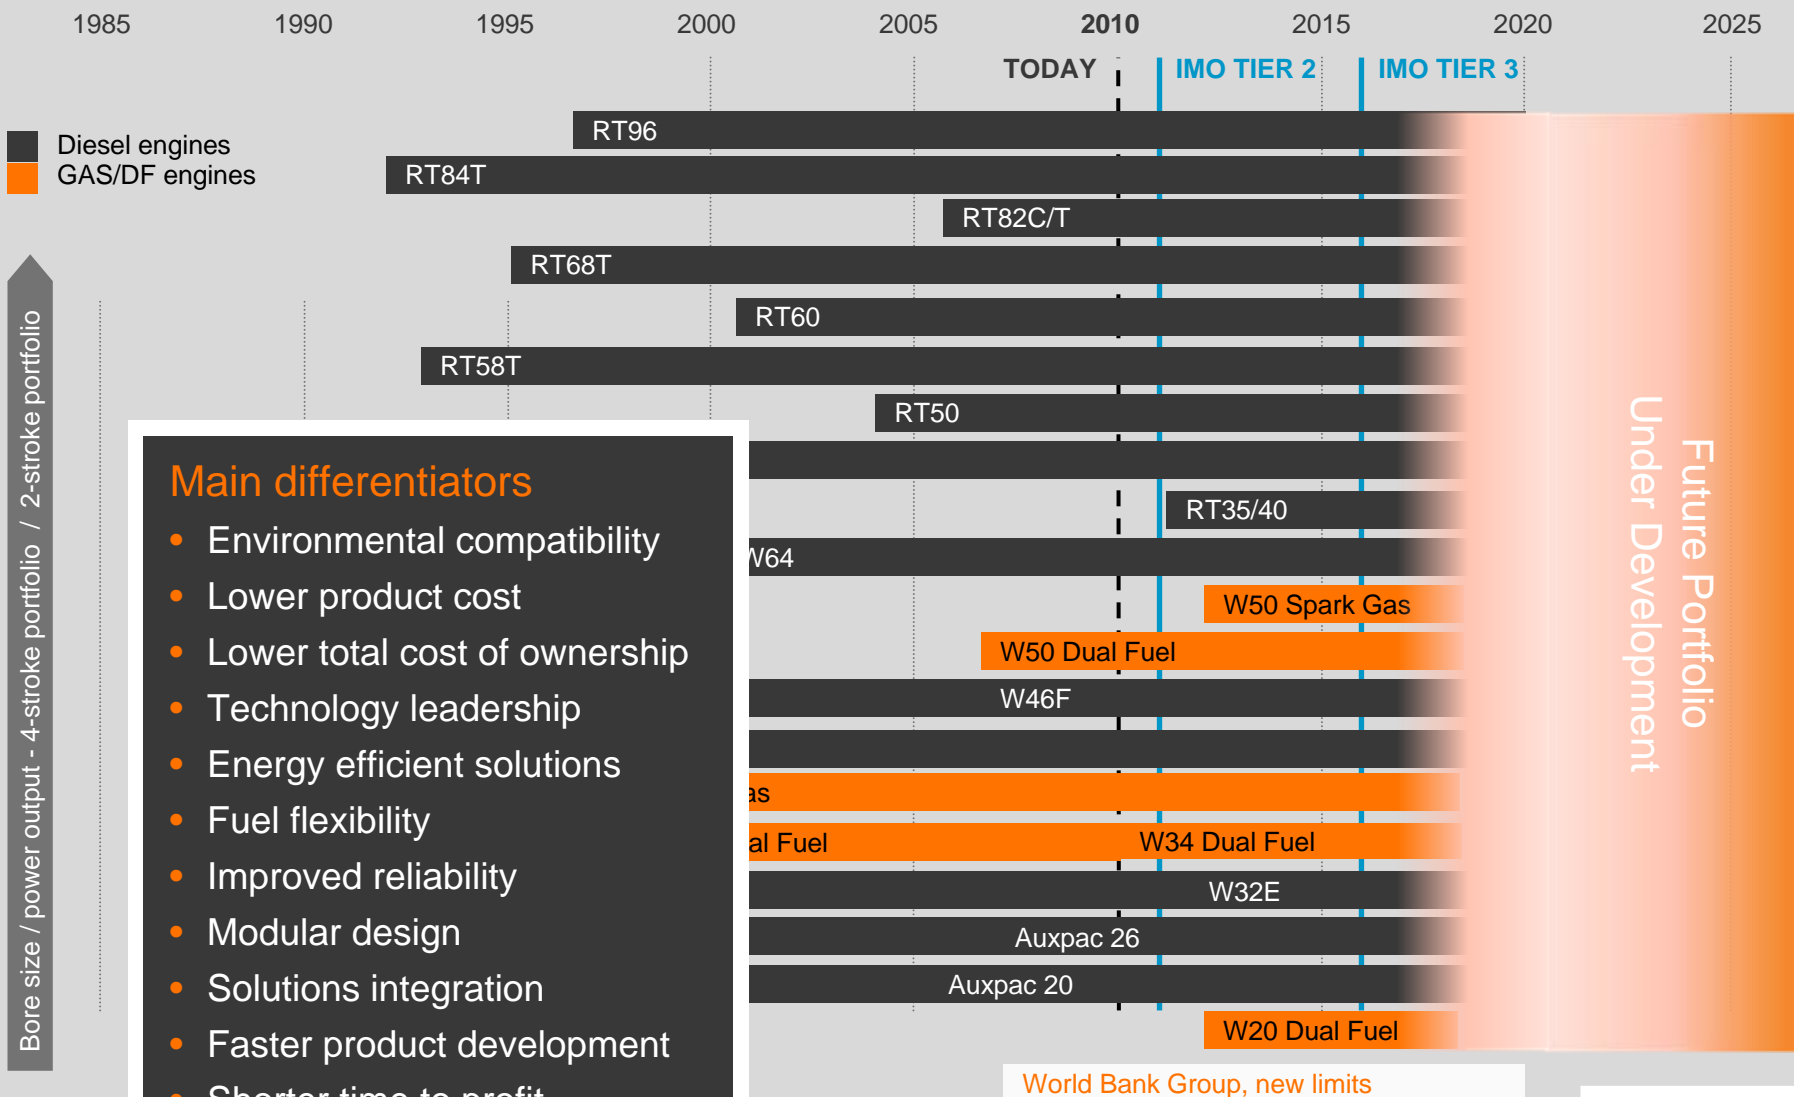 1985 1990 1995 2000 2005 2010 2015 2020 2025
TODAY IMO TIER 2 IMO TIER 3
Diesel engines
GAS/DF engines
RT96
RT84T
RT82C/T
RT68T
RT60
RT58T
RT50
RT35/40
W64
W50 Spark Gas
W50 Dual Fuel
W46F
as
al Fuel
W34 Dual Fuel
W32E
Auxpac 26
Auxpac 20
W20 Dual Fuel
Bore size / power output - 4-stroke portfolio / 2-stroke portfolio
Main differentiators
• Environmental compatibility
• Lower product cost
• Lower total cost of ownership
• Technology leadership
• Energy efficient solutions
• Fuel flexibility
• Improved reliability
• Modular design
• Solutions integration
• Faster product development
• Shorter time to profit
Future Portfolio
Under Development
World Bank Group, new limits